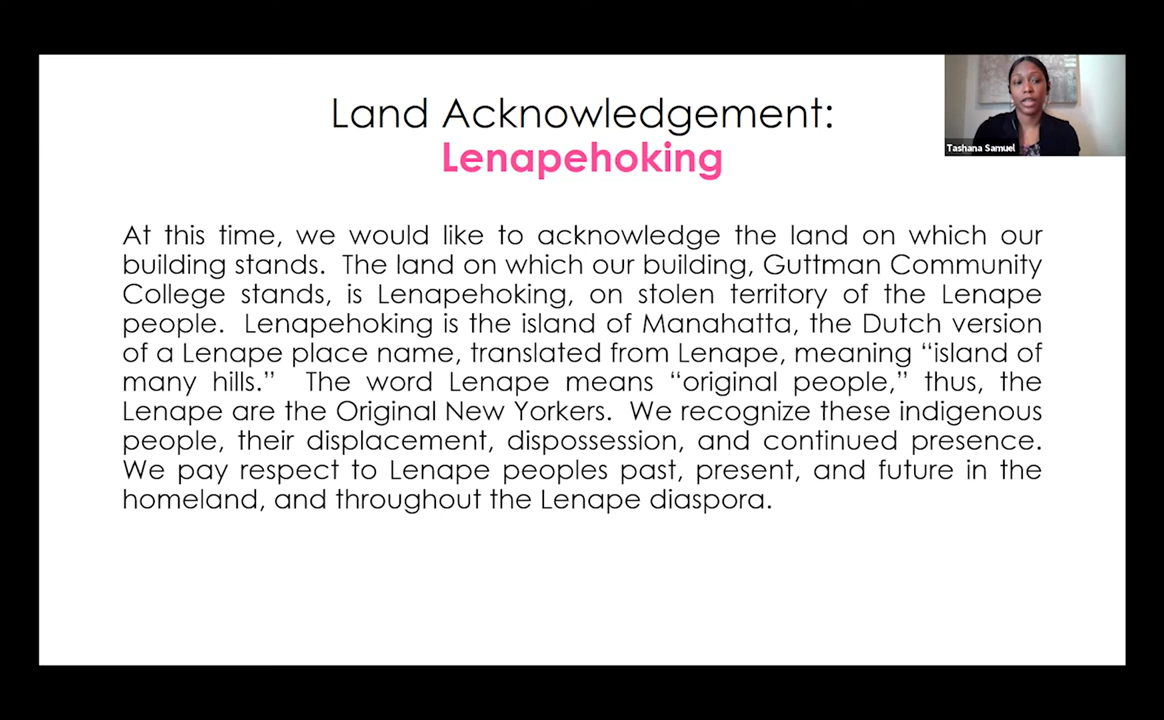 Land Acknowledgement:
Lenapehoking
Tashana Samuel
At this time, we would like to acknowledge the land on which our
building stands.  The land on which our building, Guttman Community
College stands, is Lenapehoking, on stolen territory of the Lenape
people.  Lenapehoking is the island of Manahatta, the Dutch version
of a Lenape place name, translated from Lenape, meaning “island of
many hills.”  The word Lenape means “original people,” thus, the
Lenape are the Original New Yorkers.  We recognize these indigenous
people, their displacement, dispossession, and continued presence.
We pay respect to Lenape peoples past, present, and future in the
homeland, and throughout the Lenape diaspora.